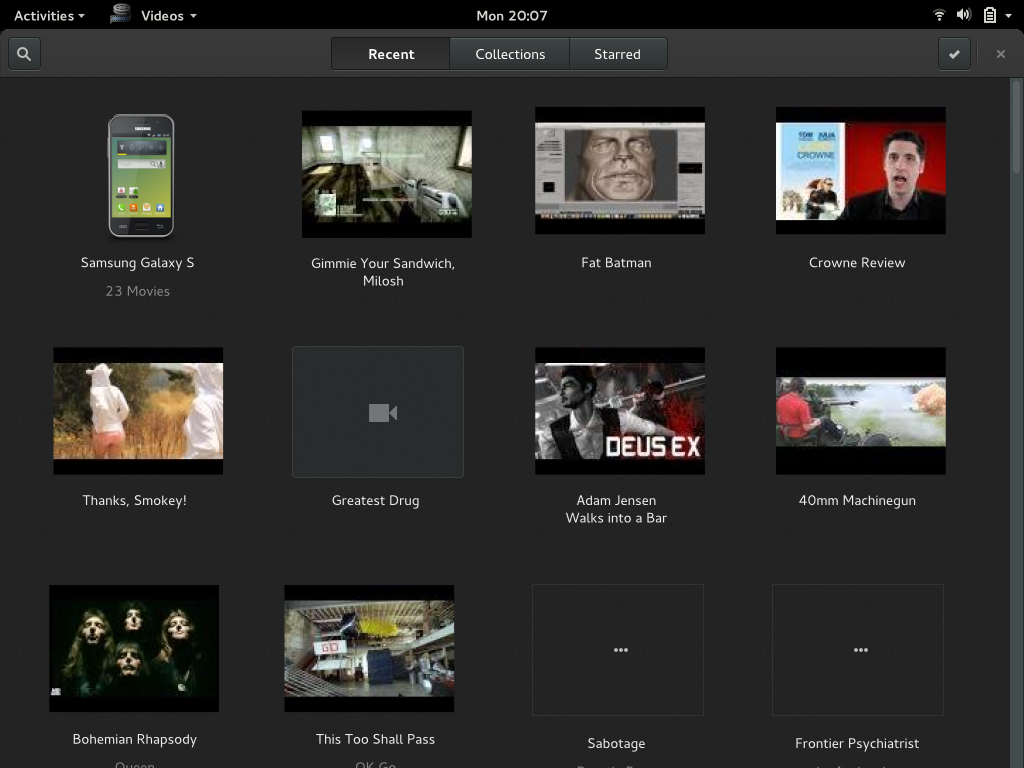 Activities Videos Mon 20:07
Recent Collections Starred
SAMSUNG
TOM JULIA
CROWNE
Samsung Galaxy S
23 Movies
Gimmie Your Sandwich,
Milosh
Fat Batman
Crowne Review
DEUS EX
Thanks, Smokey!
Greatest Drug
Adam Jensen
Walks into a Bar
40mm Machinegun
GO
Bohemian Rhapsody
Queen
This Too Shall Pass
OK Go
Sabotage
Frontier Psychiatrist